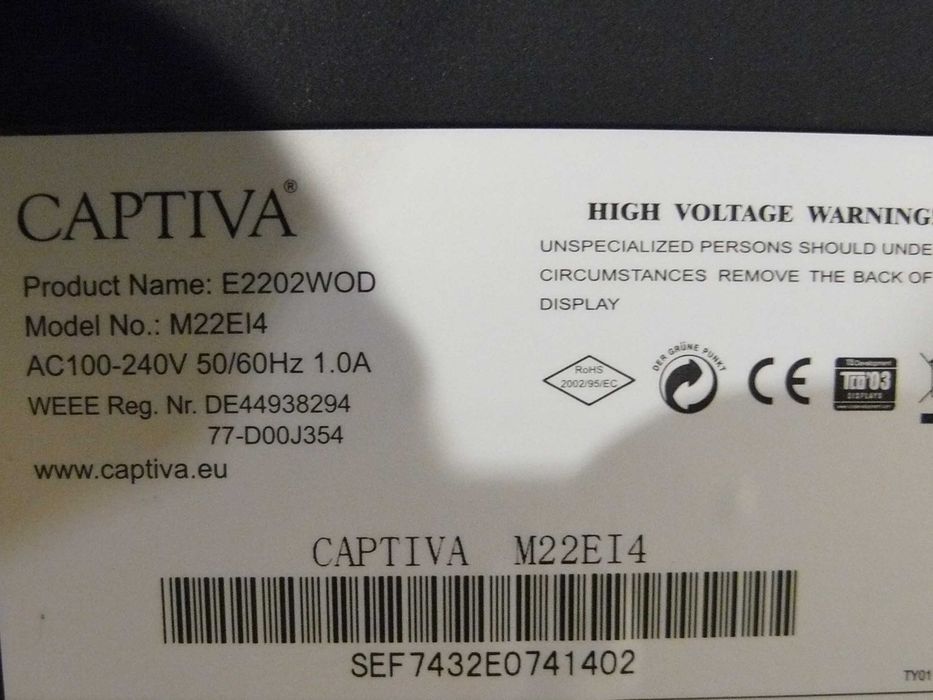 CAPTIVA®
Product Name: E2202WOD
Model No.: M22EI4
AC100-240V 50/60Hz 1.0A
WEEE Reg. Nr. DE44938294
77-D00J354
www.captiva.eu
HIGH VOLTAGE WARNING
UNSPECIALIZED PERSONS SHOULD UNDE
CIRCUMSTANCES REMOVE THE BACK OF
DISPLAY
RoHS
2002/95/EC
DER GRÜNE PUNKT
CE
TCO'03
DISPLAYS
CAPTIVA M22EI4
SEF7432E0741402
TY01